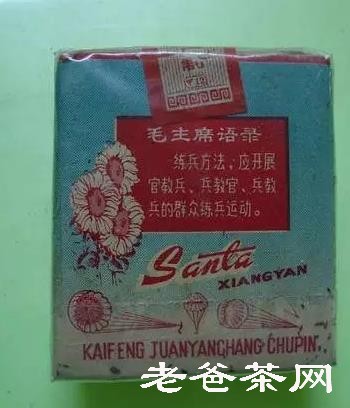 毛主席语录
练兵方法,应开展
官教兵、兵教官、兵教
兵的群众练兵运动。
Santa
XIANGYAN
KAIFENG JUANYANCHANG CHUPIN
老爸茶网